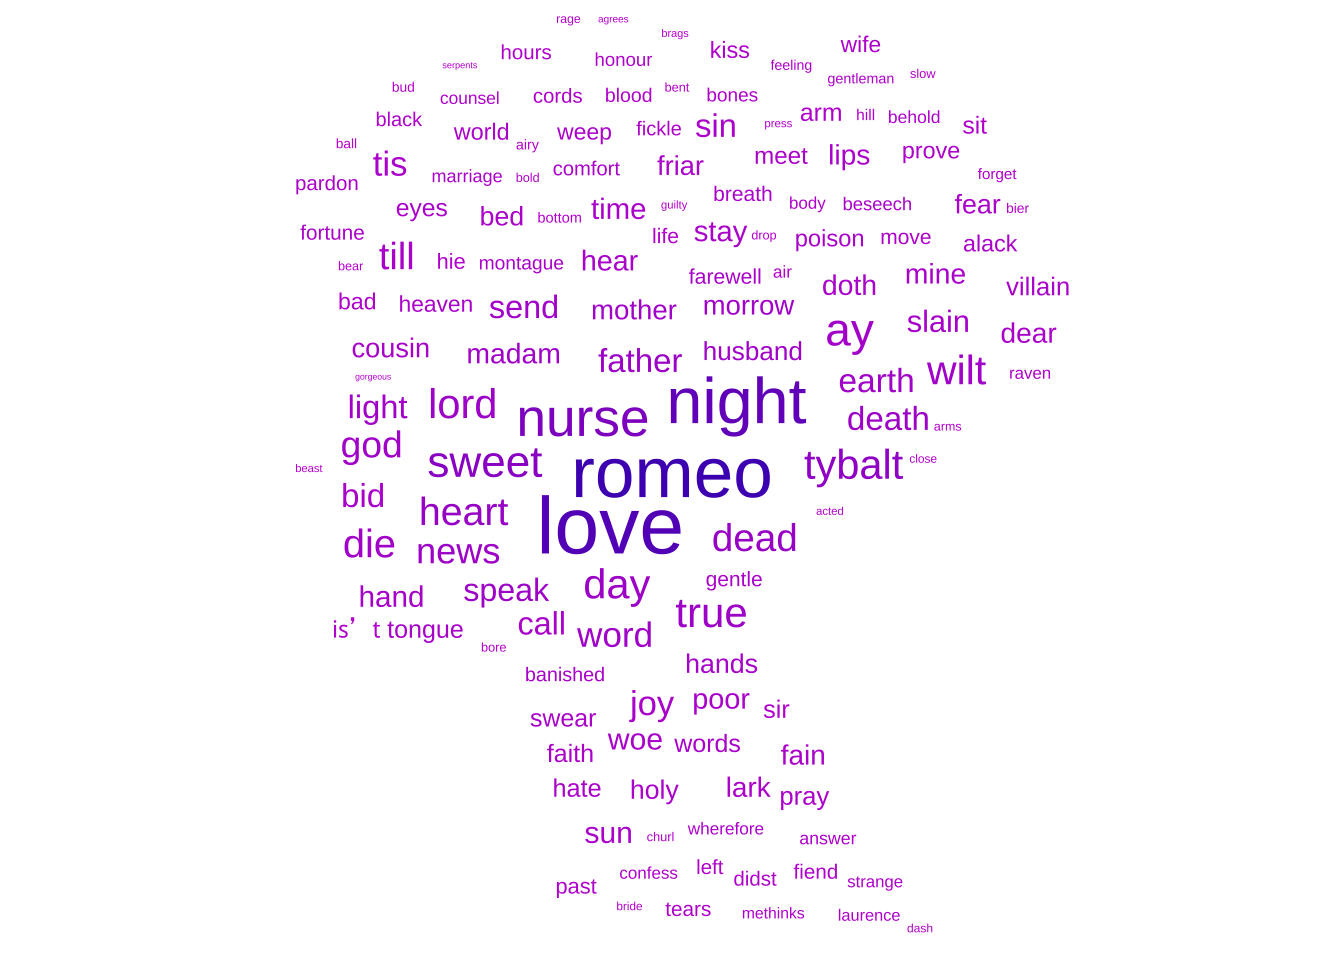 rage agrees
brags
hours honour kiss wife
serpents feeling
gentleman slow
bud counsel cords blood bent bones
black world airy weep fickle sin press arm hill behold sit
ball tis marriage bold comfort friar meet lips prove
pardon forget
eyes bed bottom time guilty breath body beseech fear bier
fortune life stay drop poison move alack
bear till hie montague hear farewell air doth mine villain
bad heaven send mother morrow ay slain dear
cousin madam father husband earth wilt raven
gorgeous
light lord nurse night death arms
god sweet romeo tybalt close
beast
bid heart love dead acted
die news
hand speak day gentle
is’ t tongue call word true
bore
banished hands
joy poor sir
swear woe words
faith fain
hate holy lark pray
sun churl wherefore answer
past confess left didst fiend strange
bride tears methinks laurence
dash